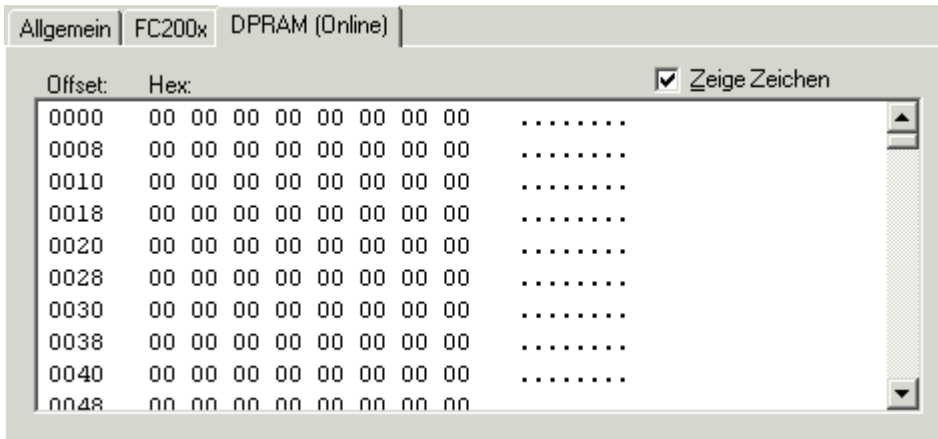 Allgemein FC200x DPRAM (Online)
Offset: Hex: Zeige Zeichen
0000 00 00 00 00 00 00 00 00 ........
0008 00 00 00 00 00 00 00 00 ........
0010 00 00 00 00 00 00 00 00 ........
0018 00 00 00 00 00 00 00 00 ........
0020 00 00 00 00 00 00 00 00 ........
0028 00 00 00 00 00 00 00 00 ........
0030 00 00 00 00 00 00 00 00 ........
0038 00 00 00 00 00 00 00 00 ........
0040 00 00 00 00 00 00 00 00 ........
0048 00 00 00 00 00 00 00 00